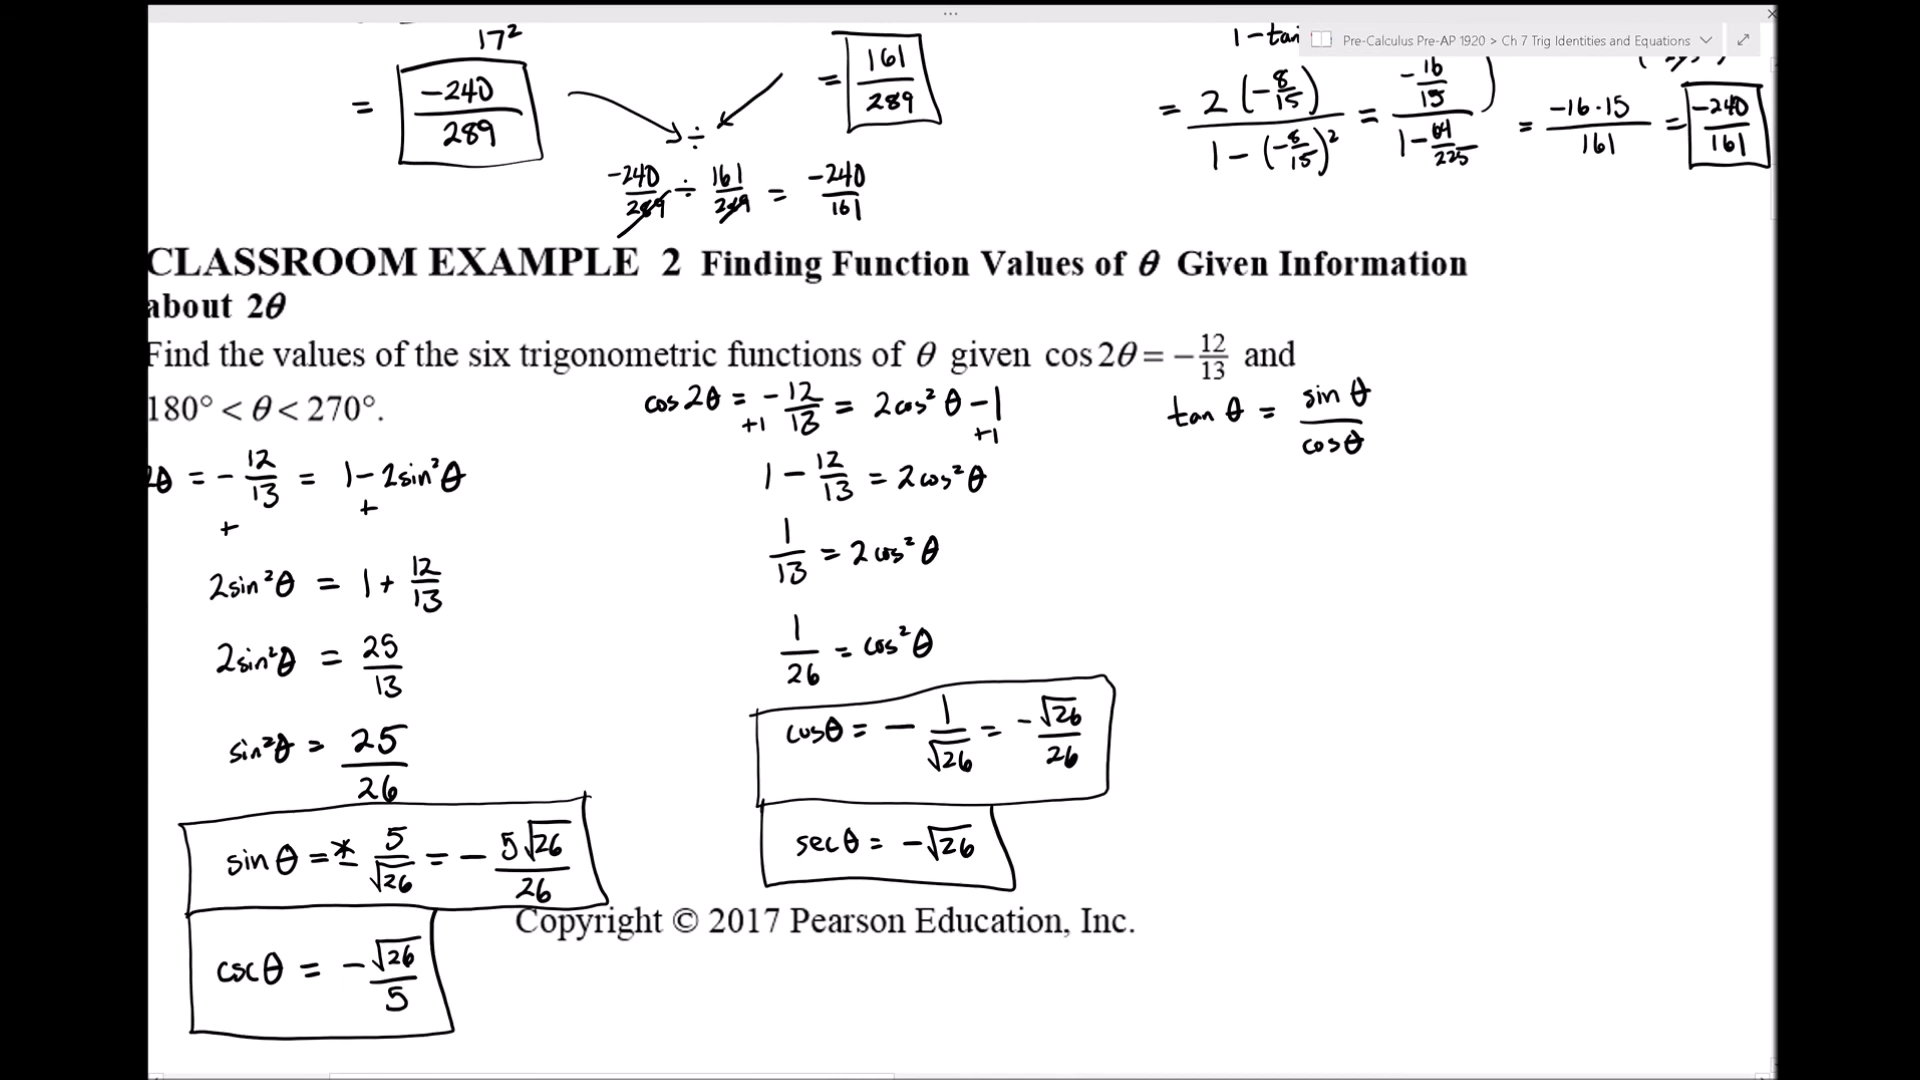 17²
= -240/289
÷
-240/289 ÷ 161/289 = -240/161
= 161/289
1-tan
Pre-Calculus Pre-AP 1920 > Ch 7 Trig Identities and Equations
= 2(-8/15) / 1-(-8/15)² = -16/15 / 1-64/225 = -16·15/161 = -240/161
CLASSROOM EXAMPLE 2 Finding Function Values of θ Given Information
about 2θ
Find the values of the six trigonometric functions of θ given cos 2θ = -12/13 and
180° < θ < 270°.
2θ = -12/13 = 1-2sin²θ
+ +
2sin²θ = 1 + 12/13
2sin²θ = 25/13
sin²θ = 25/26
sin θ = ± 5/√26 = - 5√26/26
csc θ = - √26/5
cos 2θ = -12/13 = 2cos²θ - 1
+1 +1
1 - 12/13 = 2cos²θ
1/13 = 2cos²θ
1/26 = cos²θ
cosθ = - 1/√26 = - √26/26
secθ = -√26
tan θ = sin θ/cosθ
Copyright © 2017 Pearson Education, Inc.